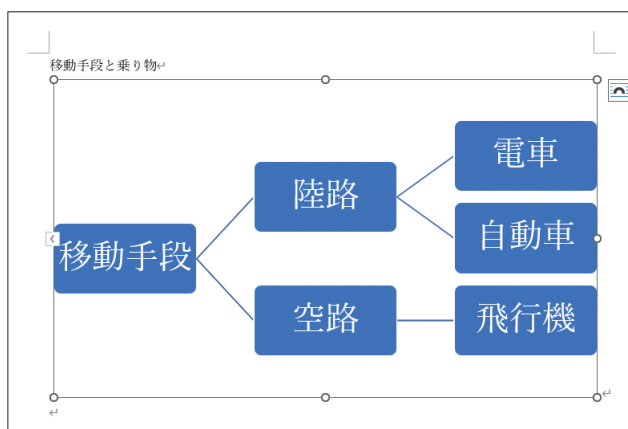 移動手段と乗り物
移動手段
陸路
電車
自動車
空路
飛行機